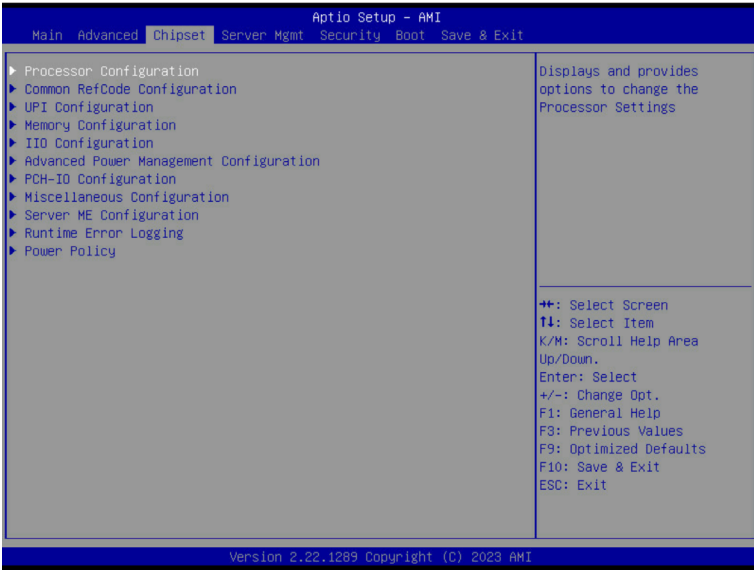 Aptio Setup – AMI
Main Advanced Chipset Server Mgmt Security Boot Save & Exit
▶ Processor Configuration
▶ Common RefCode Configuration
▶ UPI Configuration
▶ Memory Configuration
▶ IIO Configuration
▶ Advanced Power Management Configuration
▶ PCH-IO Configuration
▶ Miscellaneous Configuration
▶ Server ME Configuration
▶ Runtime Error Logging
▶ Power Policy
Displays and provides
options to change the
Processor Settings
→←: Select Screen
↑↓: Select Item
K/M: Scroll Help Area
Up/Down.
Enter: Select
+/-: Change Opt.
F1: General Help
F3: Previous Values
F9: Optimized Defaults
F10: Save & Exit
ESC: Exit
Version 2.22.1289 Copyright (C) 2023 AMI